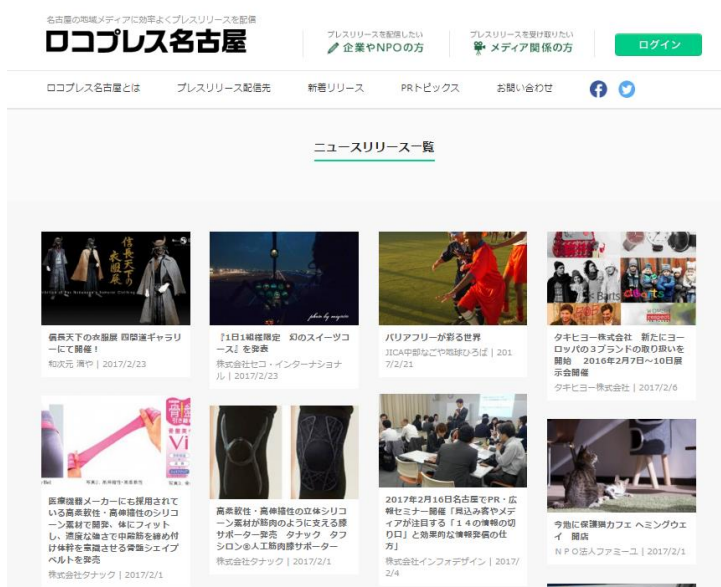 名古屋の地域メディアに効率よくプレスリリースを配信
ロコプレス名古屋
プレスリリースを配信したい
企業やNPOの方
プレスリリースを受け取りたい
メディア関係の方
ログイン
ロコプレス名古屋とは
プレスリリース配信先
新着リリース
PRトピックス
お問い合わせ
ニュースリリース一覧
信長天下の衣服展
信長天下の衣服展 四間道ギャラリ
ーにて開催!
和次元 滴や | 2017/2/23
photo by
『1日1組様限定 幻のスイーツコ
ース』を発表
株式会社セコ・インターナショナ
ル | 2017/2/23
バリアフリーが彩る世界
JICA中部なごや地球ひろば | 201
7/2/21
respect
Barts
タキヒヨー株式会社 新たにヨー
ロッパの3ブランドの取り扱いを
開始 2016年2月7日~10日展
示会開催
タキヒヨー株式会社 | 2017/2/6
医療機器メーカーにも採用されて
いる高柔軟性・高伸縮性のシリコ
ーン素材で開発、体にフィット
し、適度な強さで中臀筋を締め付
け体幹を意識させる骨盤シェイプ
ベルトを発売
株式会社タナック | 2017/2/1
高柔軟性・高伸縮性の立体シリコ
ーン素材が筋肉のように支える膝
サポーター発売 タナック タフ
シロン®人工筋肉膝サポーター
株式会社タナック | 2017/2/1
2017年2月16日名古屋でPR・広
報セミナー開催「見込み客やメデ
ィアが注目する「14の情報の切
り口」と効果的な情報発信の仕
方」
株式会社インフォデザイン | 2017/
2/4
今池に保護猫カフェ ヘミングウェ
イ 開店
NPO法人ファミーユ | 2017/2/1